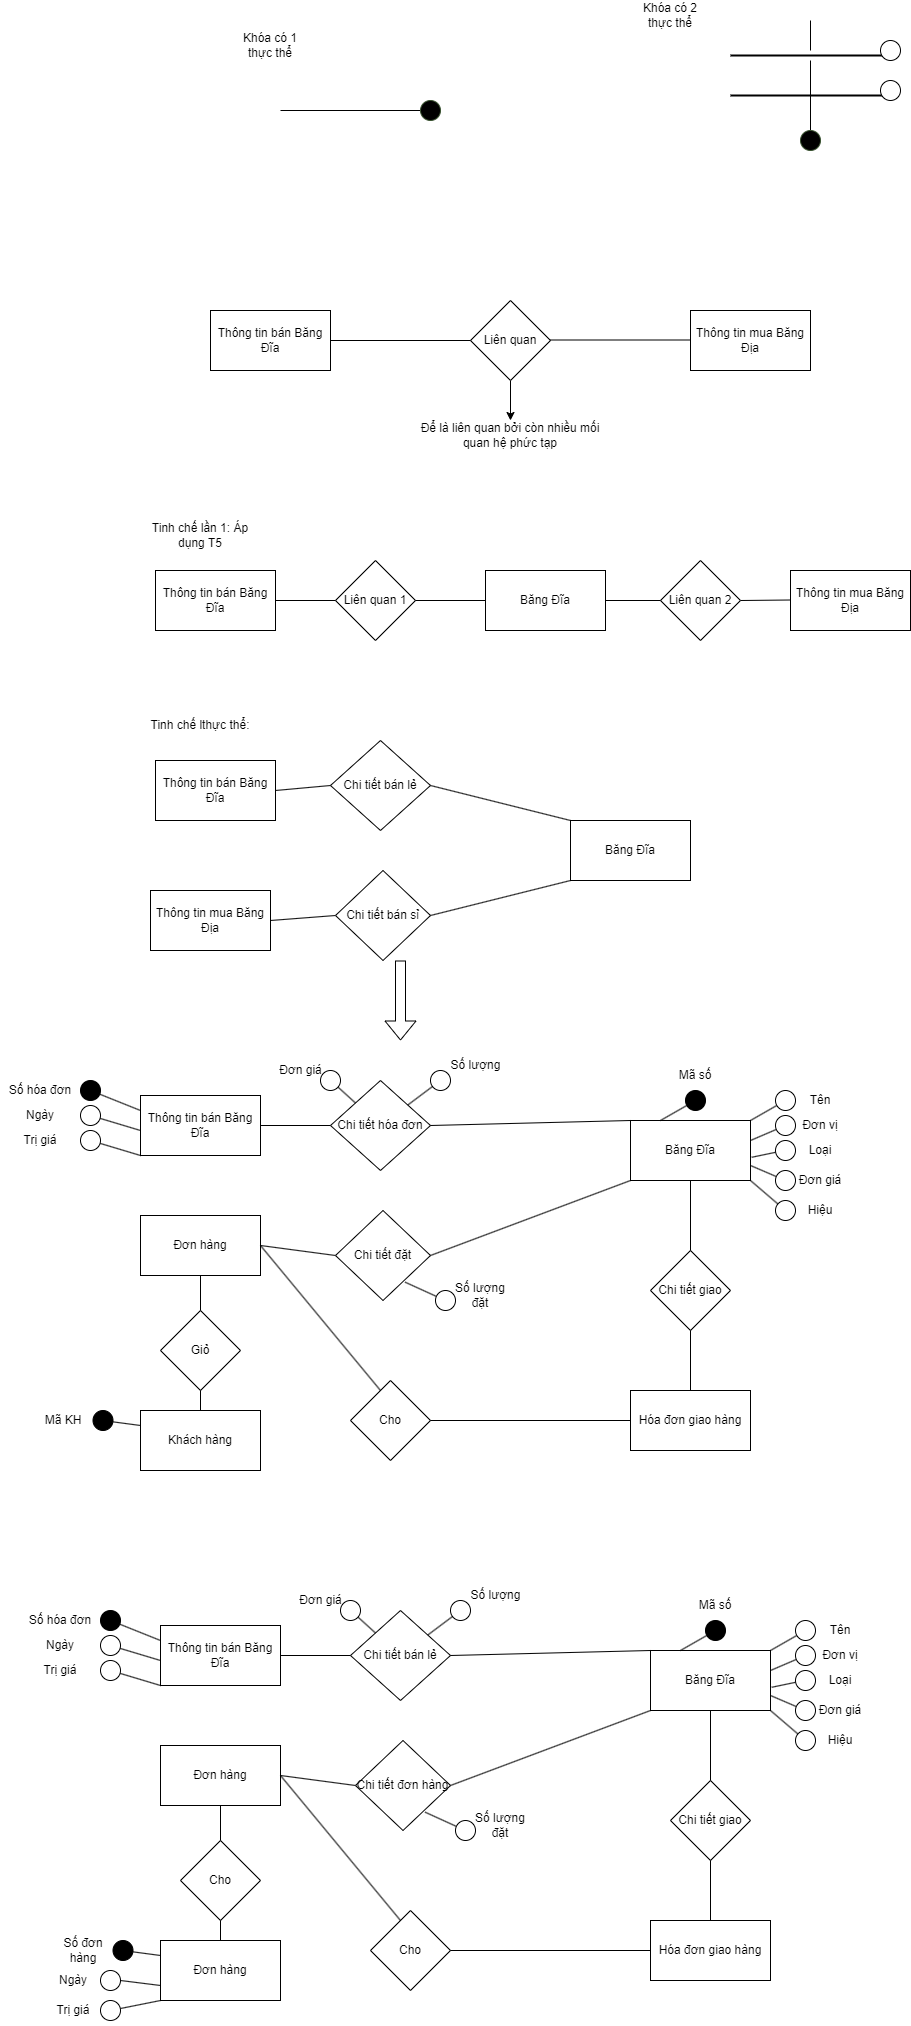 Khóa có 1
thực thể
Khóa có 2
thực thể
Thông tin bán Băng
Đĩa
Liên quan
Thông tin mua Băng
Địa
Để là liên quan bởi còn nhiều mối
quan hệ phức tạp
Tinh chế lần 1: Áp
dụng T5
Thông tin bán Băng
Đĩa
Liên quan 1
Băng Đĩa
Liên quan 2
Thông tin mua Băng
Địa
Tinh chế lthực thể:
Thông tin bán Băng
Đĩa
Chi tiết bán lẻ
Băng Đĩa
Thông tin mua Băng
Địa
Chi tiết bán sỉ
Số hóa đơn
Ngày
Trị giá
Thông tin bán Băng
Đĩa
Đơn giá
Số lượng
Chi tiết hóa đơn
Mã số
Băng Đĩa
Tên
Đơn vị
Loại
Đơn giá
Hiệu
Đơn hàng
Chi tiết đặt
Số lượng
đặt
Chi tiết giao
Giỏ
Cho
Hóa đơn giao hàng
Mã KH
Khách hàng
Số hóa đơn
Ngày
Trị giá
Thông tin bán Băng
Đĩa
Đơn giá
Số lượng
Chi tiết bán lẻ
Mã số
Băng Đĩa
Tên
Đơn vị
Loại
Đơn giá
Hiệu
Đơn hàng
Chi tiết đơn hàng
Số lượng
đặt
Chi tiết giao
Cho
Cho
Hóa đơn giao hàng
Số đơn
hàng
Ngày
Trị giá
Đơn hàng